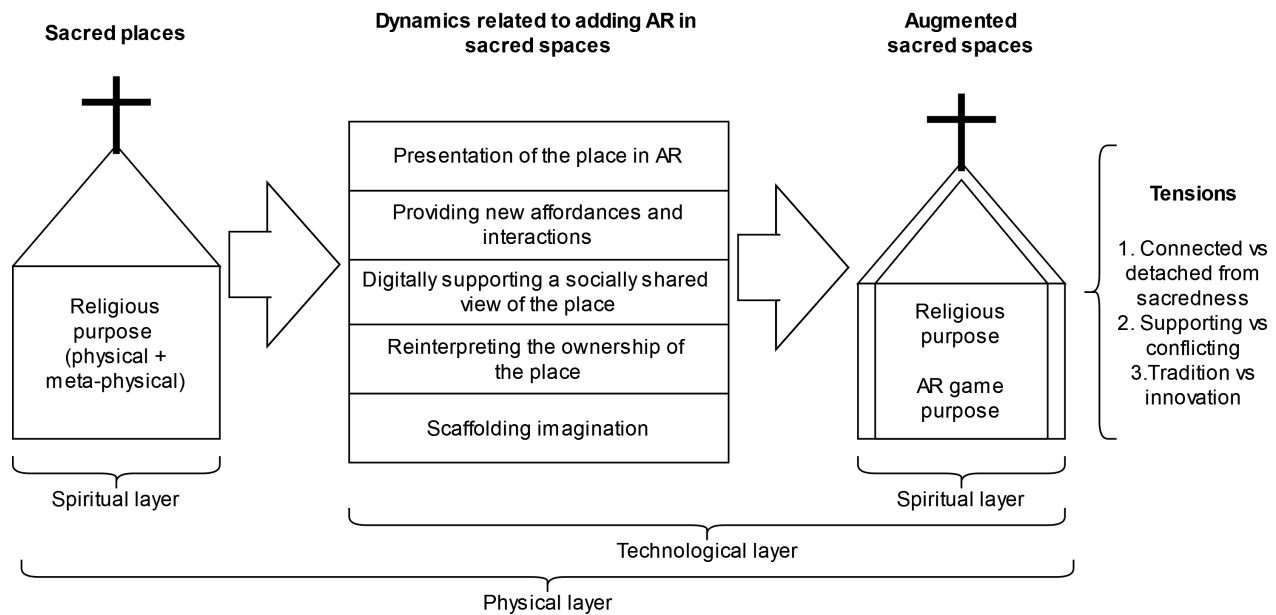 Sacred places
Dynamics related to adding AR in
sacred spaces
Augmented
sacred spaces
Religious
purpose
(physical +
meta-physical)
Presentation of the place in AR
Providing new affordances and
interactions
Digitally supporting a socially shared
view of the place
Reinterpreting the ownership of
the place
Scaffolding imagination
Religious
purpose
AR game
purpose
Tensions
1. Connected vs
detached from
sacredness
2. Supporting vs
conflicting
3.Tradition vs
innovation
Spiritual layer
Spiritual layer
Technological layer
Physical layer